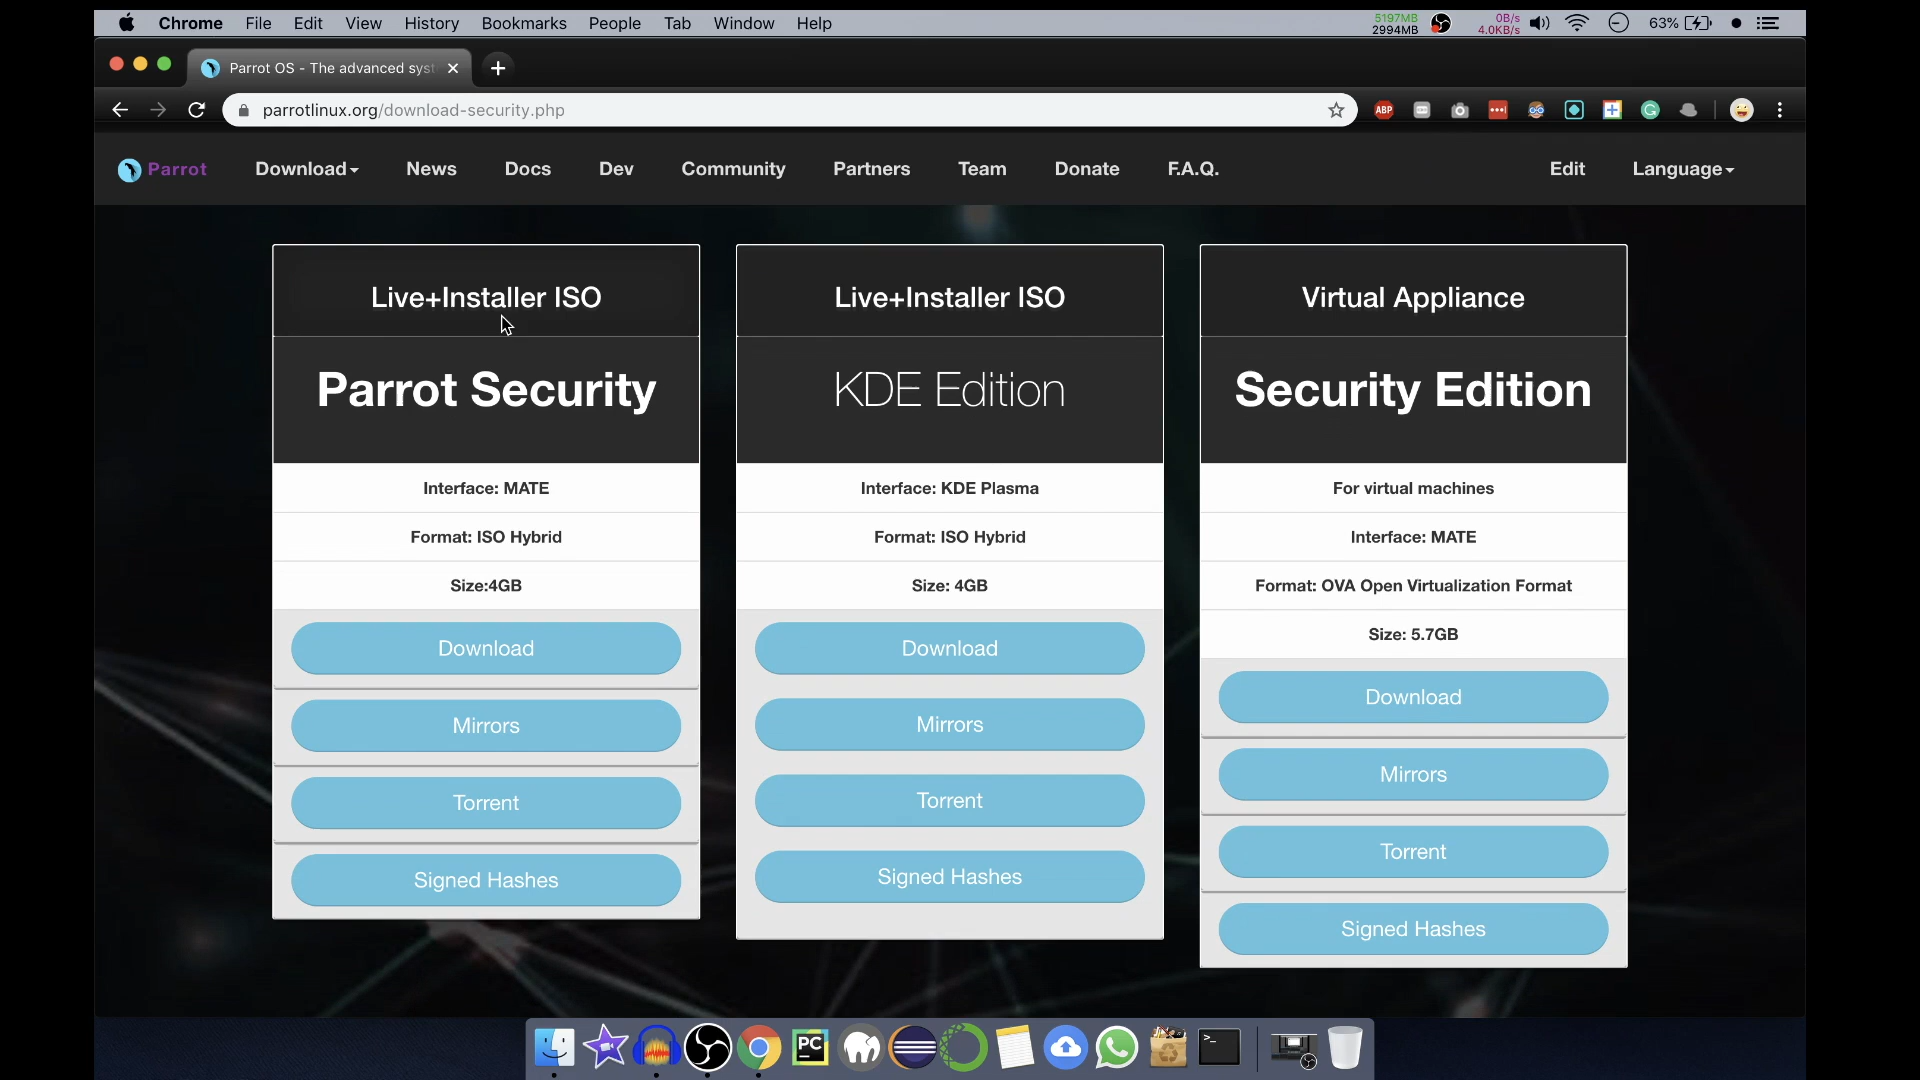 Chrome File Edit View History Bookmarks People Tab Window Help
5197MB
2994MB
0B/s
4.0KB/s
63%
Parrot OS - The advanced syst
parrotlinux.org/download-security.php
ABP
Parrot Download News Docs Dev Community Partners Team Donate F.A.Q. Edit Language
Live+Installer ISO
Parrot Security
Interface: MATE
Format: ISO Hybrid
Size:4GB
Download
Mirrors
Torrent
Signed Hashes
Live+Installer ISO
KDE Edition
Interface: KDE Plasma
Format: ISO Hybrid
Size: 4GB
Download
Mirrors
Torrent
Signed Hashes
Virtual Appliance
Security Edition
For virtual machines
Interface: MATE
Format: OVA Open Virtualization Format
Size: 5.7GB
Download
Mirrors
Torrent
Signed Hashes
PC